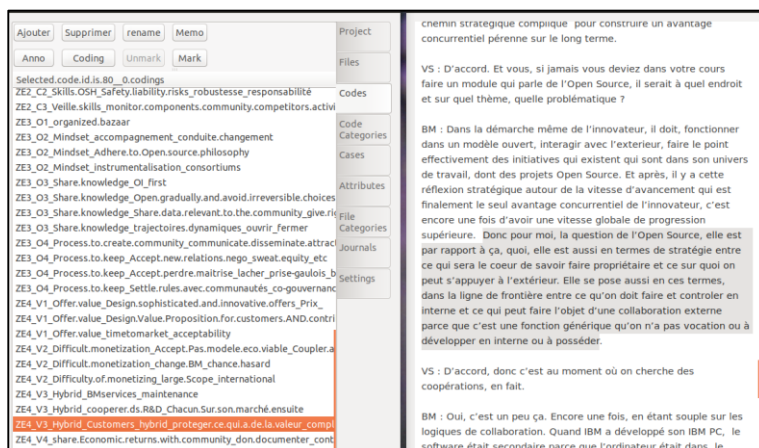 Ajouter Supprimer rename Memo
Anno Coding Unmark Mark
Selected.code.id.is.80__0.codings
ZE2_C2_Skills.OSH_Safety.liability.risks_robustesse_responsabilité
ZE2_C3_Veille.skills_monitor.components.community.competitors.activi
ZE3_O1_organized.bazaar
ZE3_O2_Mindset_accompagnement_conduite.changement
ZE3_O2_Mindset_Adhere.to.Open.source.philosophy
ZE3_O2_Mindset_instrumentalisation_consortiums
ZE3_O3_Share.knowledge_OI_first
ZE3_O3_Share.knowledge_Open.gradually.and.avoid.irreversible.choices
ZE3_O3_Share.knowledge_Share.data.relevant.to.the.community_give.rig
ZE3_O3_Share.knowledge_trajectoires.dynamiques_ouvrir_fermer
ZE3_O4_Process.to.create.community_communicate.disseminate.attrac
ZE3_O4_Process.to.keep_Accept.new.relations.nego_sweat.equity_etc
ZE3_O4_Process.to.keep_Accept.perdre.maitrise_lacher_prise-gaulois_b
ZE3_O4_Process.to.keep_Settle.rules.avec.communautés_co-gouvernanc
ZE4_V1_Offer.value_Design.sophisticated.and.innovative.offers_Prix_
ZE4_V1_Offer.value_Design.Value.Proposition.for.customers.AND.contri
ZE4_V1_Offer.value_timetomarket_acceptability
ZE4_V2_Difficult.monetization_Accept.Pas.modele.eco.viable_Coupler.a
ZE4_V2_Difficult.monetization_change.BM_chance.hasard
ZE4_V2_Difficulty.of.monetizing_large.Scope_international
ZE4_V3_Hybrid_BMservices_maintenance
ZE4_V3_Hybrid_cooperer.ds.R&D_Chacun.Sur.son.marché.ensuite
ZE4_V3_Hybrid_Customers_hybrid_proteger.ce.qui.a.de.la.valeur_compl
ZE4_V4_share.Economic.returns.with.community_don.documenter_cont
Project
Files
Codes
Code
Categories
Cases
Attributes
File
Categories
Journals
Settings
chemin stratégique compliqué pour construire un avantage
concurrentiel pérenne sur le long terme.
VS : D'accord. Et vous, si jamais vous deviez dans votre cours
faire un module qui parle de l'Open Source, il serait à quel endroit
et sur quel thème, quelle problématique ?
BM : Dans la démarche même de l'innovateur, il doit, fonctionner
dans un modèle ouvert, interagir avec l'exterieur, faire le point
effectivement des initiatives qui existent qui sont dans son univers
de travail, dont des projets Open Source. Et après, il y a cette
réflexion stratégique autour de la vitesse d'avancement qui est
finalement le seul avantage concurrentiel de l'innovateur, c'est
encore une fois d'avoir une vitesse globale de progression
supérieure. Donc pour moi, la question de l'Open Source, elle est
par rapport à ça, quoi, elle est aussi en termes de stratégie entre
ce qui sera le coeur de savoir faire propriétaire et ce sur quoi on
peut s'appuyer à l'extérieur. Elle se pose aussi en ces termes,
dans la ligne de frontière entre ce qu'on doit faire et controler en
interne et ce qui peut faire l'objet d'une collaboration externe
parce que c'est une fonction générique qu'on n'a pas vocation ou à
développer en interne ou à posséder.
VS : D'accord, donc c'est au moment où on cherche des
coopérations, en fait.
BM : Oui, c'est un peu ça. Encore une fois, en étant souple sur les
logiques de collaboration. Quand IBM a développé son IBM PC, le
software était secondaire parce que l'ordinateur était dans le